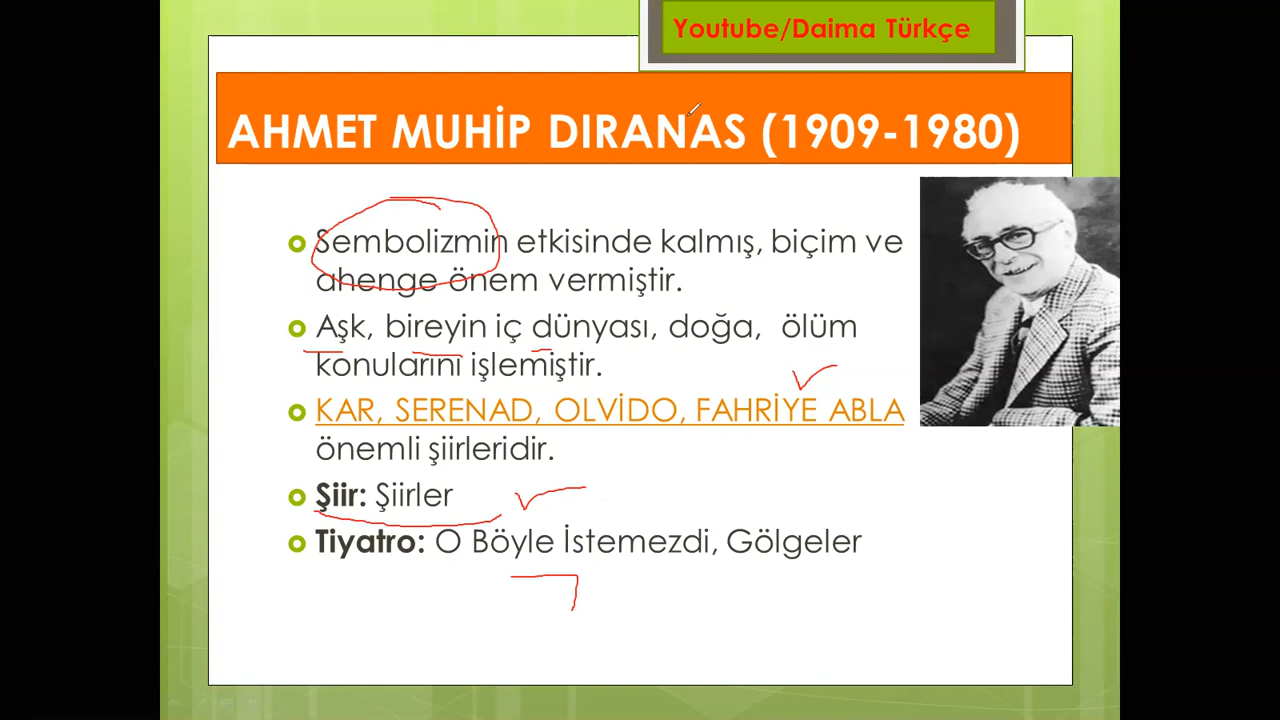 Youtube/Daima Türkçe
AHMET MUHİP DIRANAS (1909-1980)
Sembolizmin etkisinde kalmış, biçim ve
ahenge önem vermiştir.
Aşk, bireyin iç dünyası, doğa, ölüm
konularını işlemiştir.
KAR, SERENAD, OLVİDO, FAHRİYE ABLA
önemli şiirleridir.
Şiir: Şiirler
Tiyatro: O Böyle İstemezdi, Gölgeler